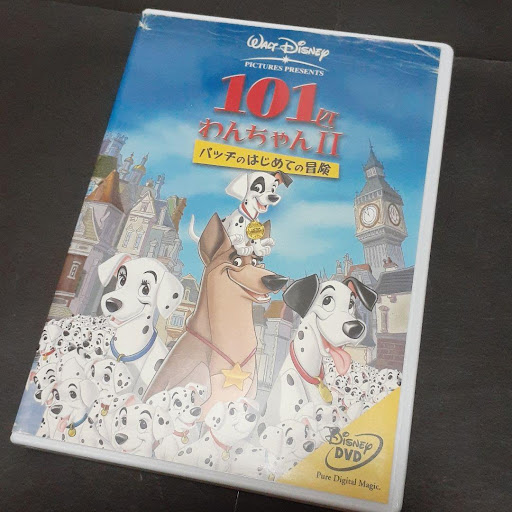 WALT DISNEY
PICTURES PRESENTS
101匹
わんちゃんII
パッチのはじめての冒険
DISNEY
DVD
Pure Digital Magic.